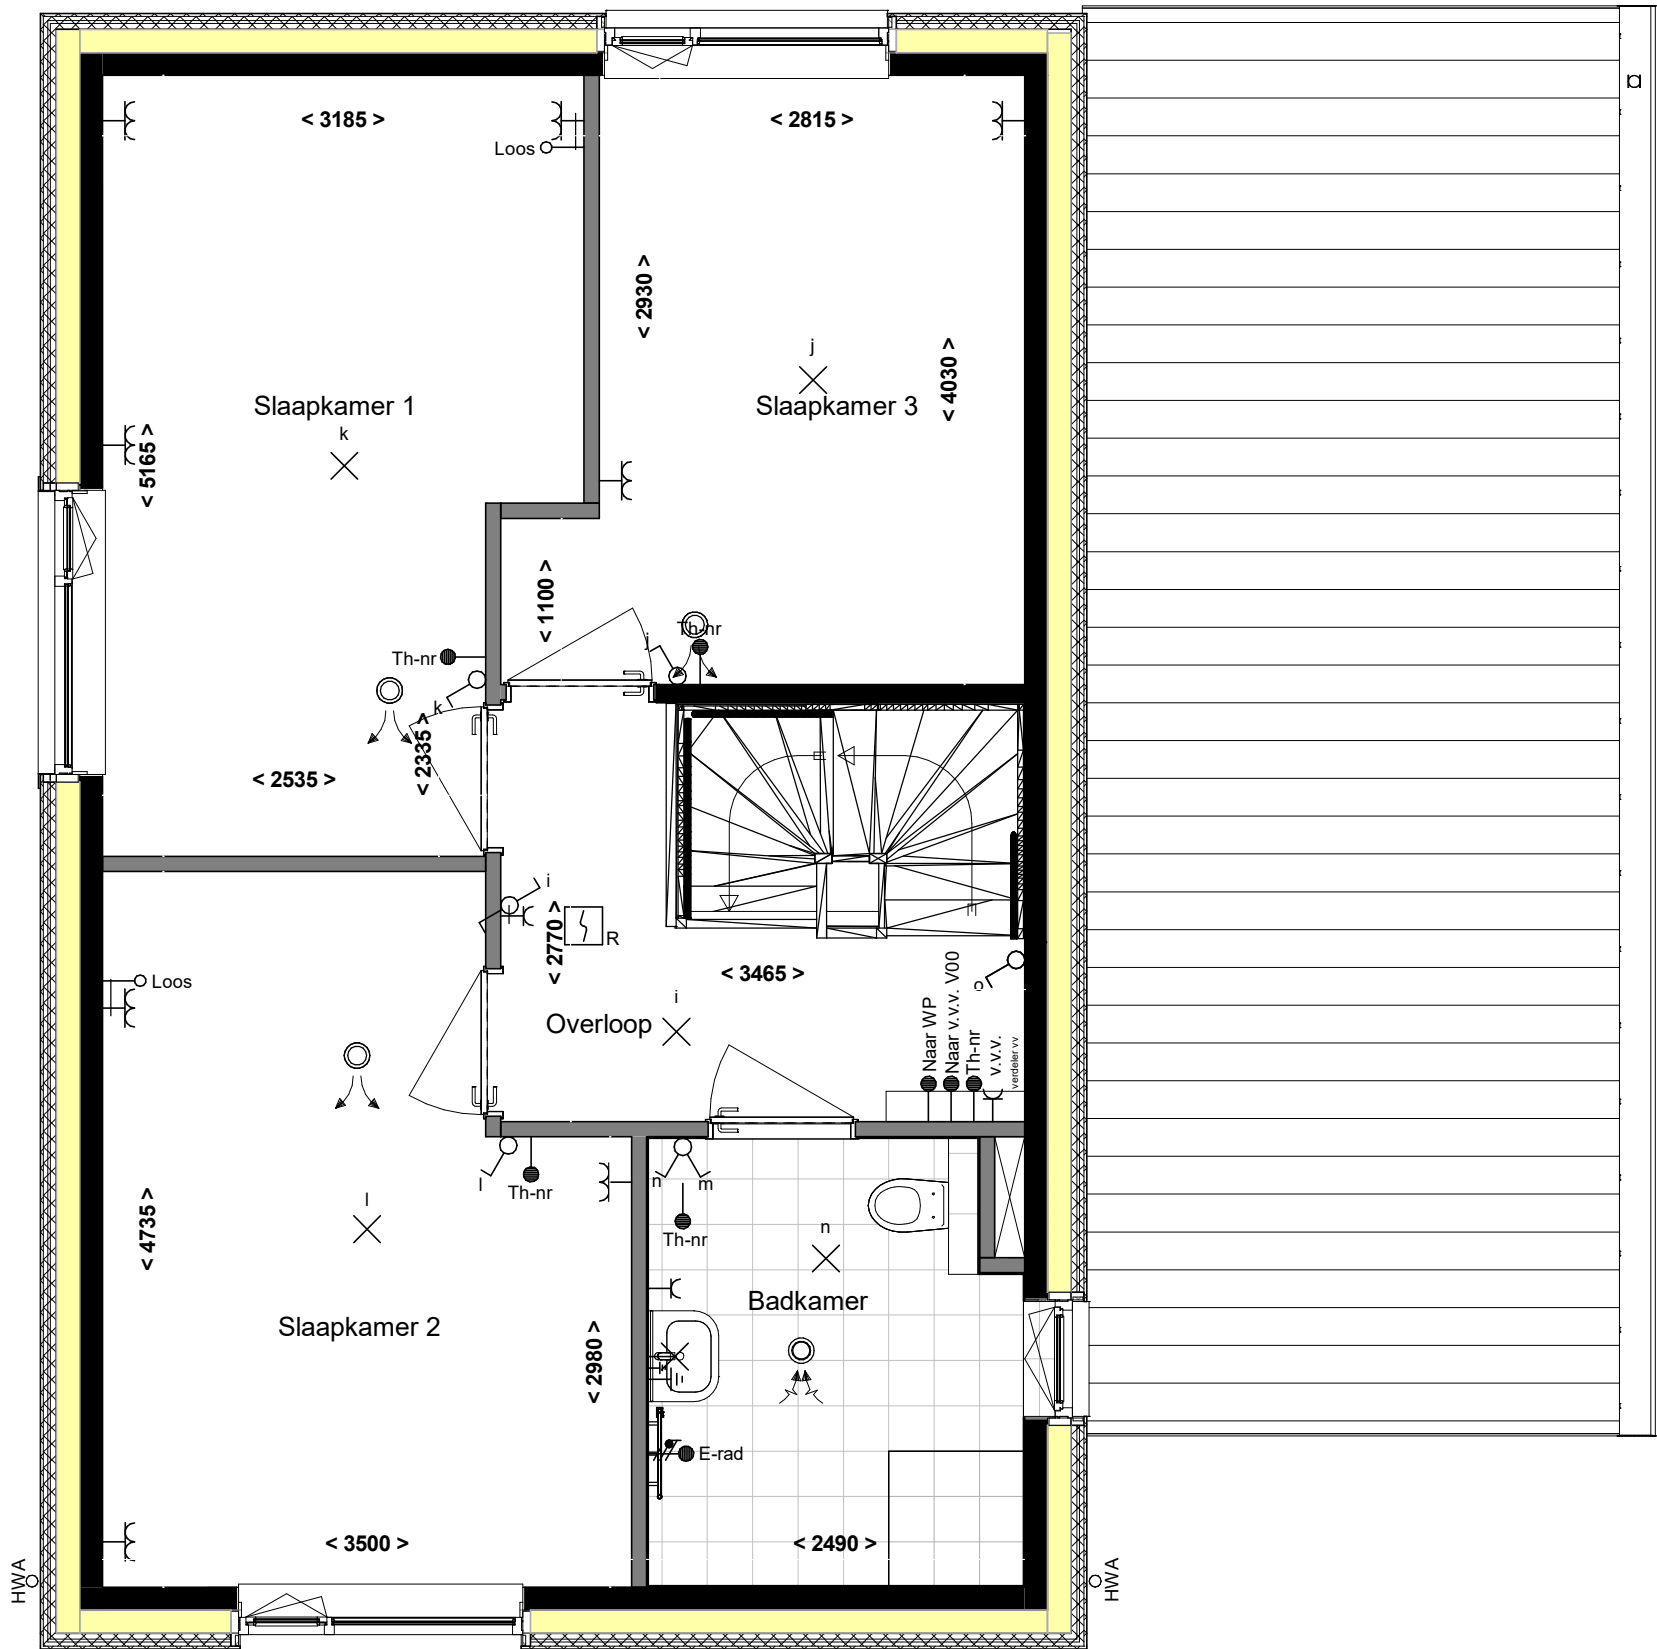 < 3185 >
< 2815 >
Loos
< 2930 >
j
< 4030 >
Slaapkamer 1
k
Slaapkamer 3
< 5165 >
< 1100 >
j
Th-nr
Th-nr
k
< 2335 >
< 2535 >
i
R
< 2770 >
< 3465 >
Loos
i
Overloop
o
Naar WP
Naar v.v.v. V00
Th-nr
v.v.v.
verdeler vv
l
Th-nr
n
m
Th-nr
l
n
< 4735 >
Badkamer
Slaapkamer 2
< 2980 >
E-rad
< 3500 >
< 2490 >
HWA
HWA